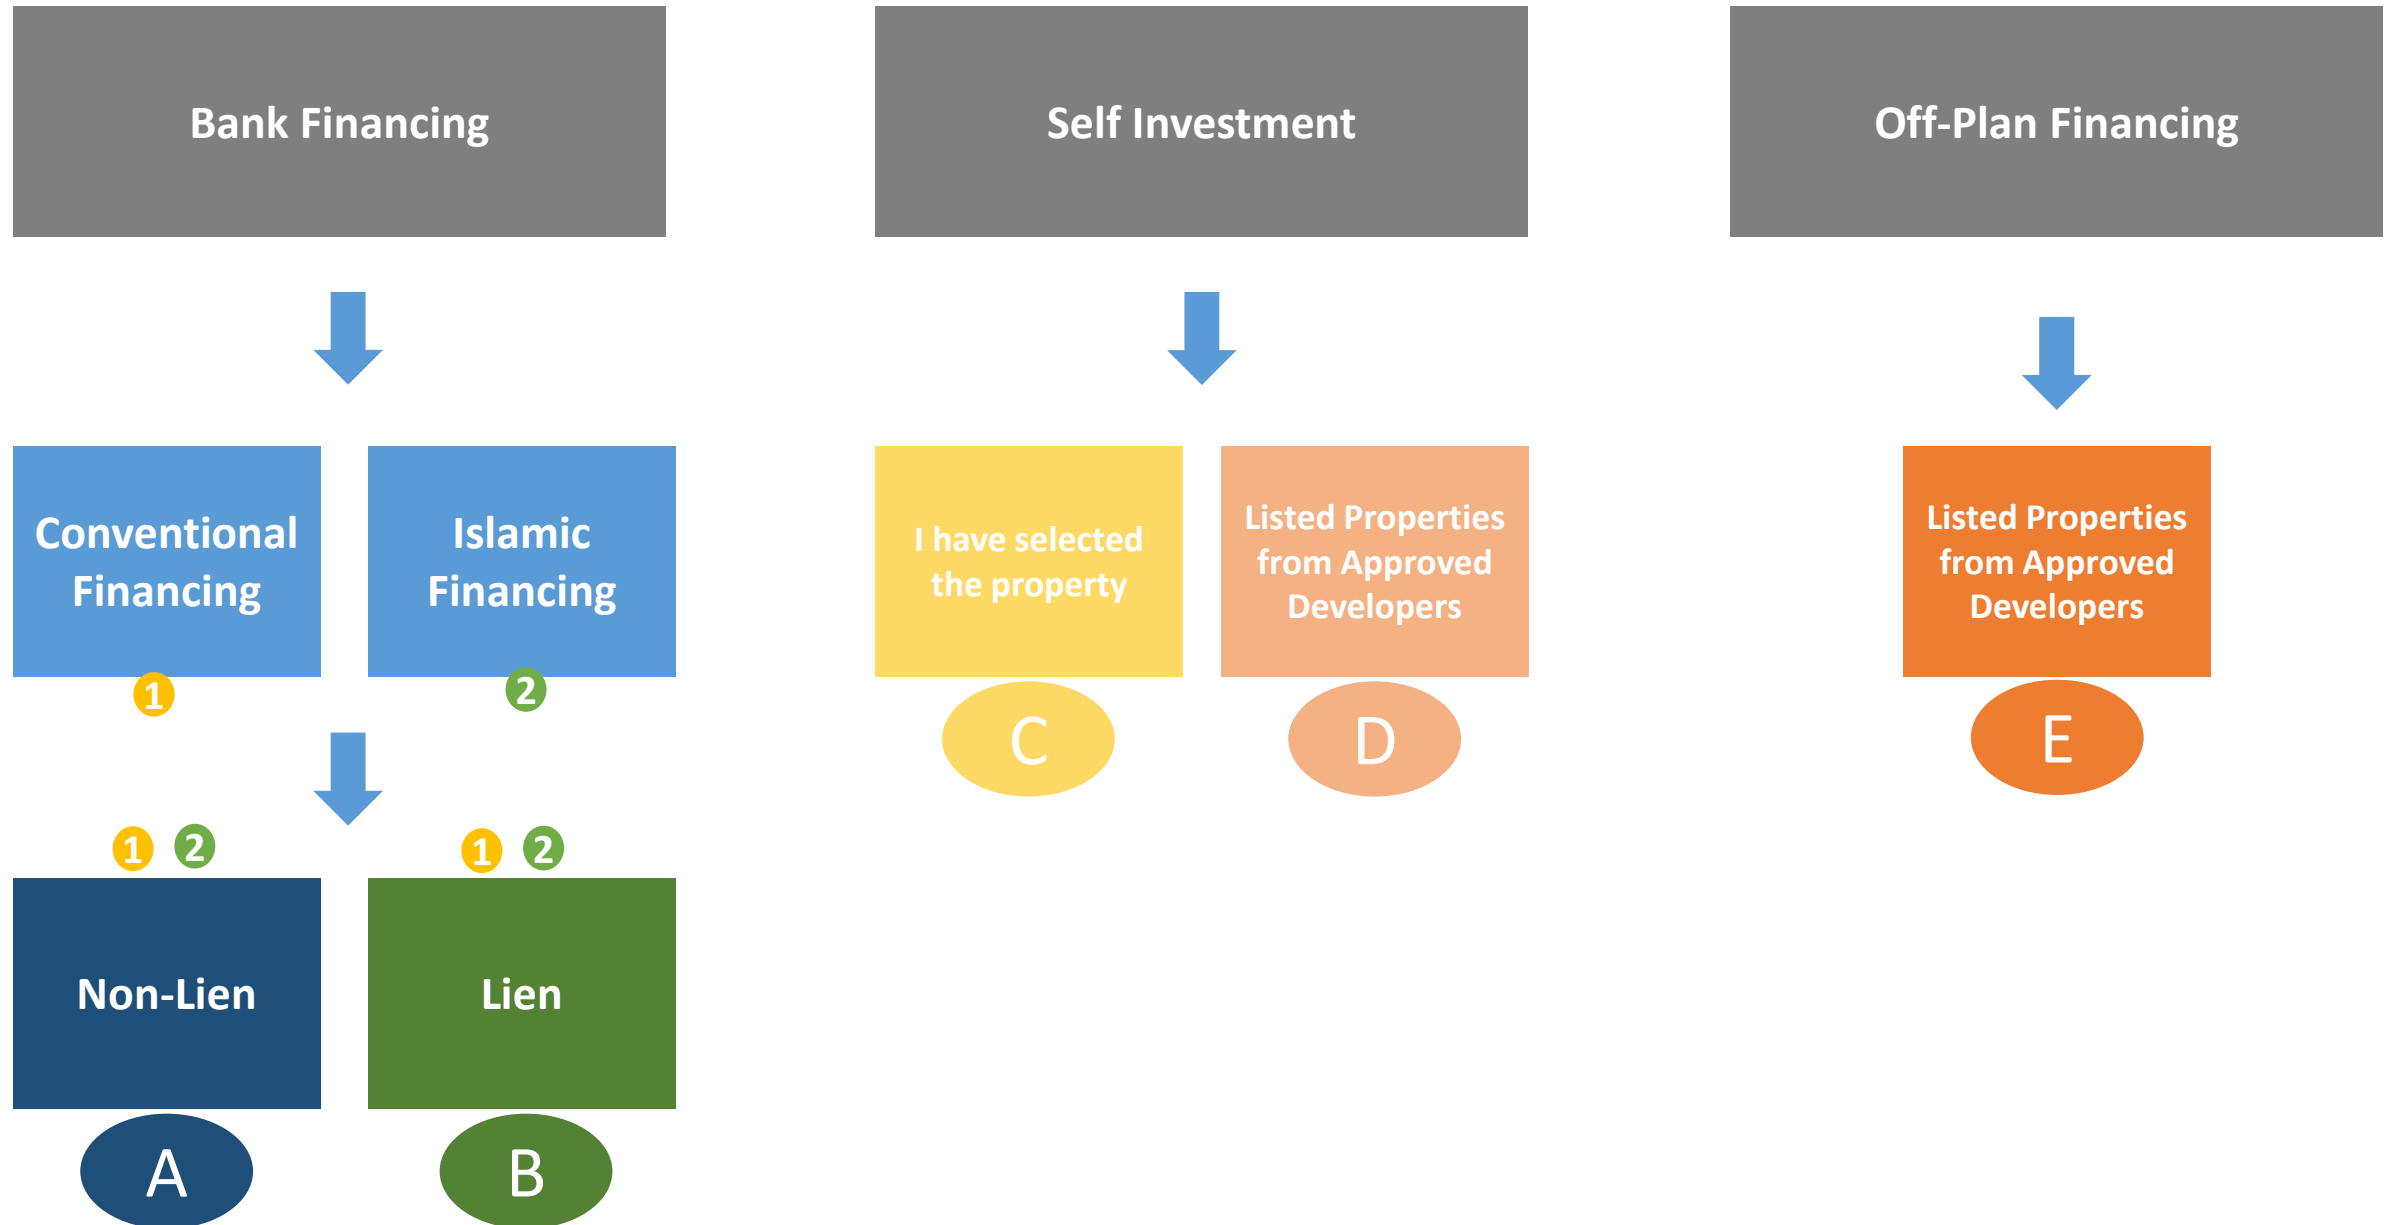 Bank Financing
Self Investment
Off-Plan Financing
Conventional
Financing
Islamic
Financing
I have selected
the property
Listed Properties
from Approved
Developers
Listed Properties
from Approved
Developers
1
2
C
D
E
1 2
1 2
Non-Lien
Lien
A
B